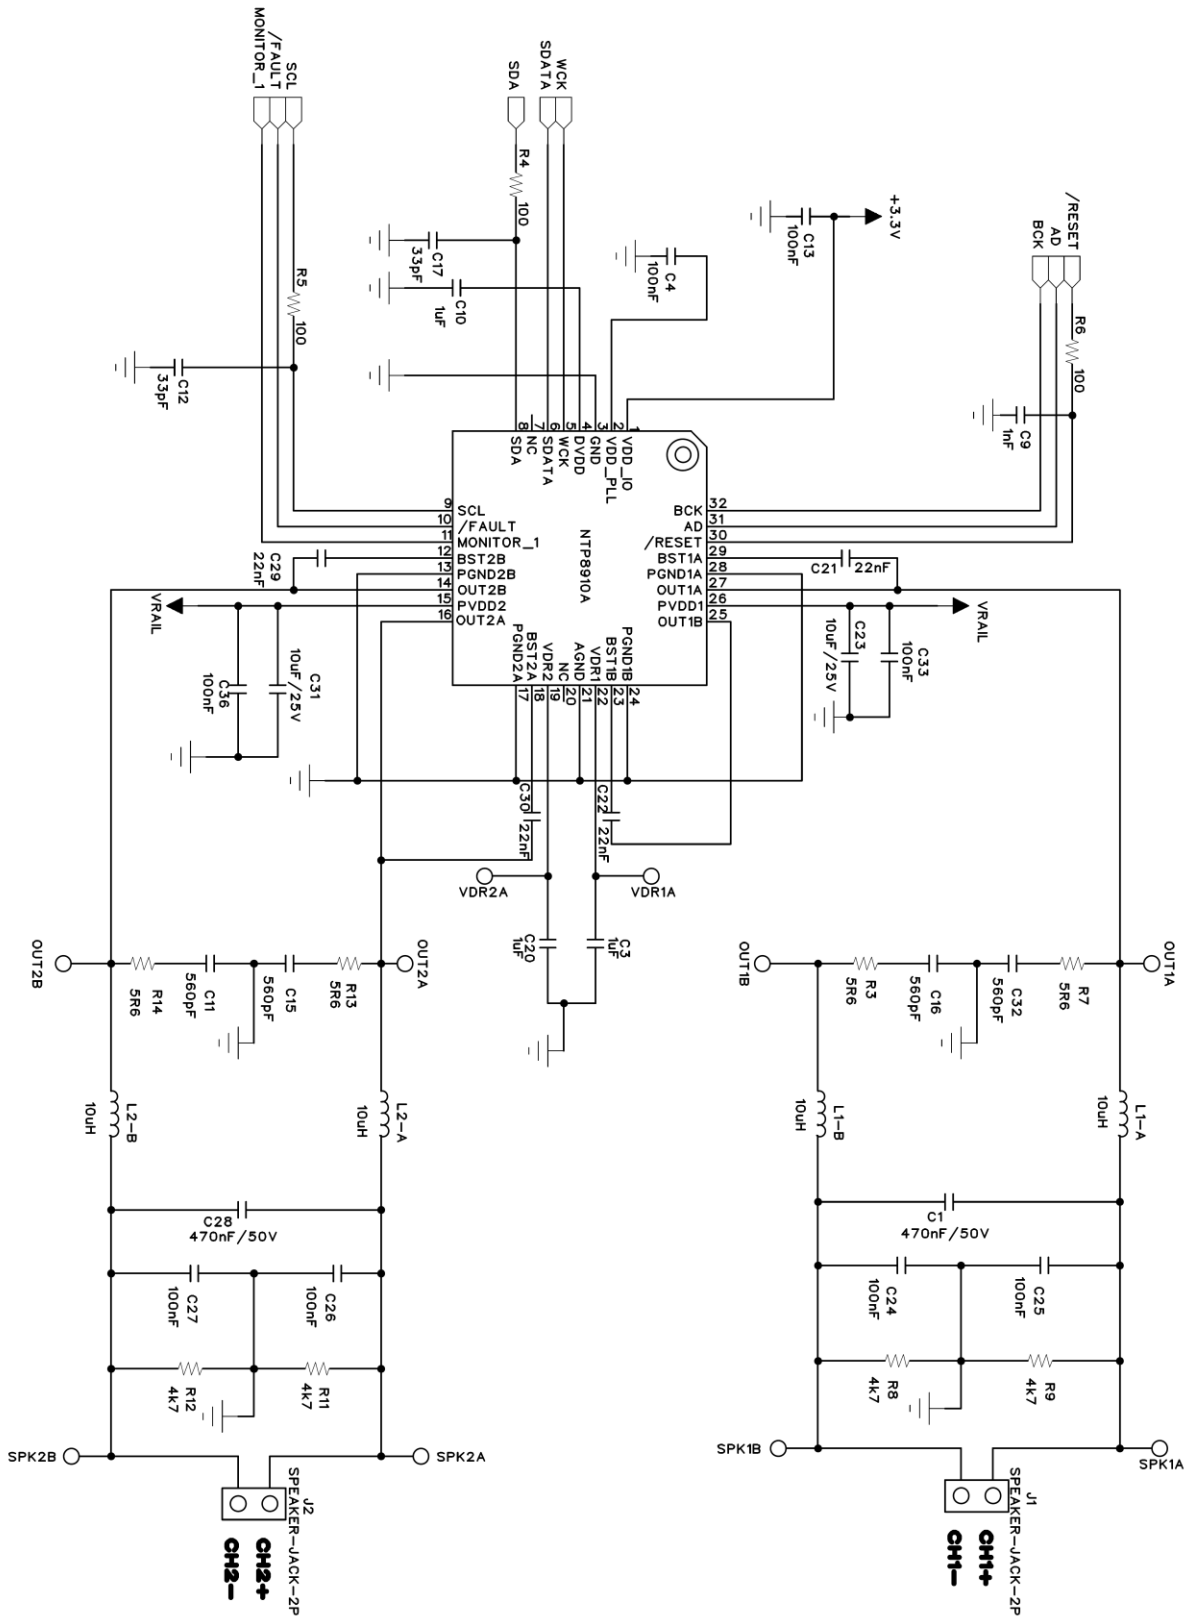 MONITOR_1
/FAULT
SCL
SDA
SDATA
WCK
R4
100
C17
33pF
C10
1uF
C4
100nF
C13
100nF
+3.3V
/RESET
AD
BCK
R5
100
C12
33pF
R6
100
C9
1nF
8
7
6
5
4
3
2
1
SDA
NC
SDATA
WCK
DVDD
GND
VDD_PLL
VDD_IO
NTP8910A
9
SCL
10
/FAULT
11
MONITOR_1
12
BST2B
13
PGND2B
14
OUT2B
15
PVDD2
16
OUT2A
BCK
32
AD
31
/RESET
30
BST1A
29
PGND1A
28
OUT1A
27
PVDD1
26
OUT1B
25
PGND2A
BST2A
VDR2
NC
AGND
VDR1
BST1B
PGND1B
17
18
19
20
21
22
23
24
C29
22nF
C21
22nF
VRAIL
VRAIL
C31
10uF/25V
C36
100nF
C23
10uF/25V
C33
100nF
C30
22nF
C22
22nF
VDR2A
VDR1A
C20
1uF
C3
1uF
OUT2B
R14
5R6
C11
560pF
C15
560pF
R13
5R6
OUT2A
OUT1B
R3
5R6
C16
560pF
C32
560pF
R7
5R6
OUT1A
L2-B
10uH
L2-A
10uH
L1-B
10uH
L1-A
10uH
C28
470nF/50V
C1
470nF/50V
C27
100nF
C26
100nF
C24
100nF
C25
100nF
R12
4k7
R11
4k7
R8
4k7
R9
4k7
SPK2B
SPK2A
SPK1B
SPK1A
J2
SPEAKER-JACK-2P
J1
SPEAKER-JACK-2P
CH2-
CH2+
CH1-
CH1+